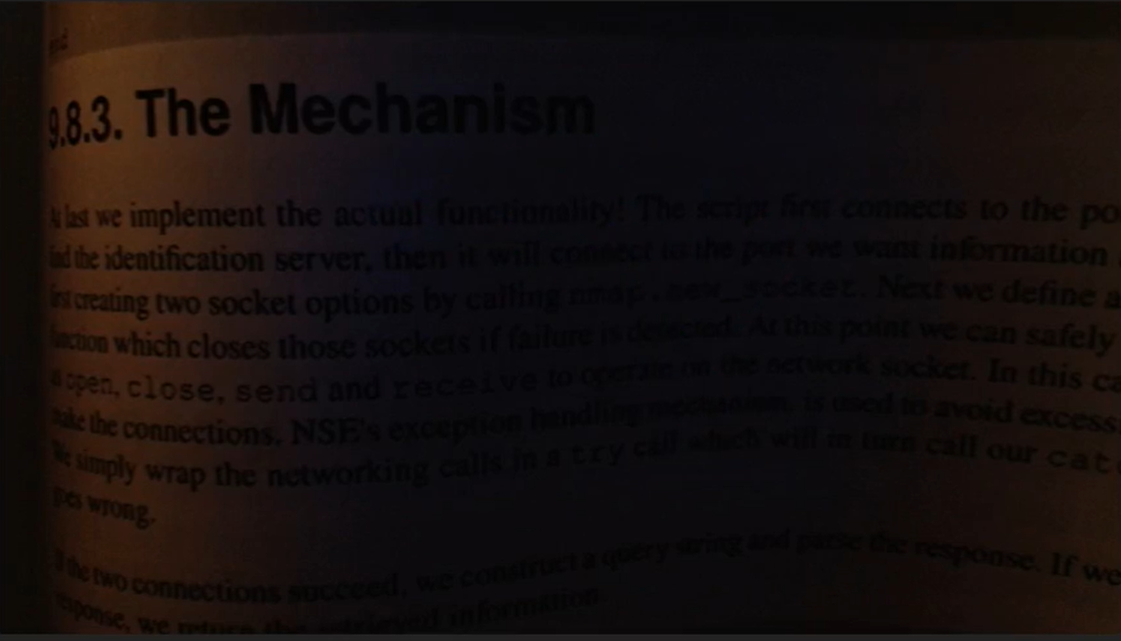 9.8.3. The Mechanism
At last we implement the actual functionality! The script first connects to the po
find the identification server, then it will connect to the port we want information
first creating two socket options by calling nmap.new_socket. Next we define a
function which closes those sockets if failure is detected. At this point we can safely
as open, close, send and receive to operate on the network socket. In this ca
make the connections. NSE's exception handling mechanism. is used to avoid excess
We simply wrap the networking calls in a try call which will in turn call our cat
goes wrong.
If the two connections succeed, we construct a query string and parse the response. If we
response, we return the retrieved information.